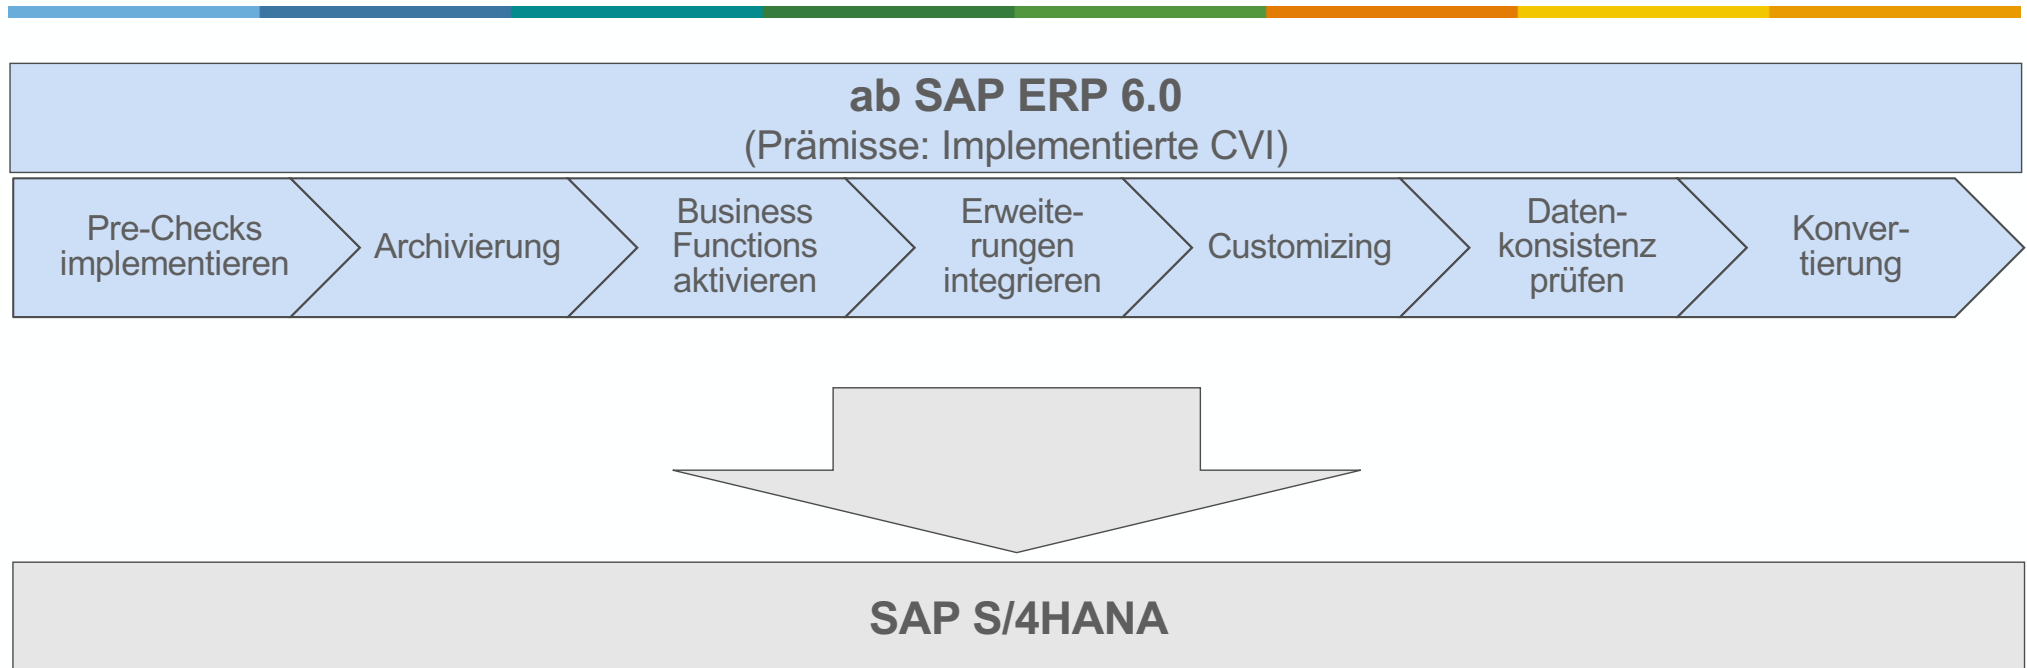 ab SAP ERP 6.0
(Prämisse: Implementierte CVI)
Pre-Checks
implementieren
Archivierung
Business
Functions
aktivieren
Erweite-
rungen
integrieren
Customizing
Daten-
konsistenz
prüfen
Konver-
tierung
SAP S/4HANA